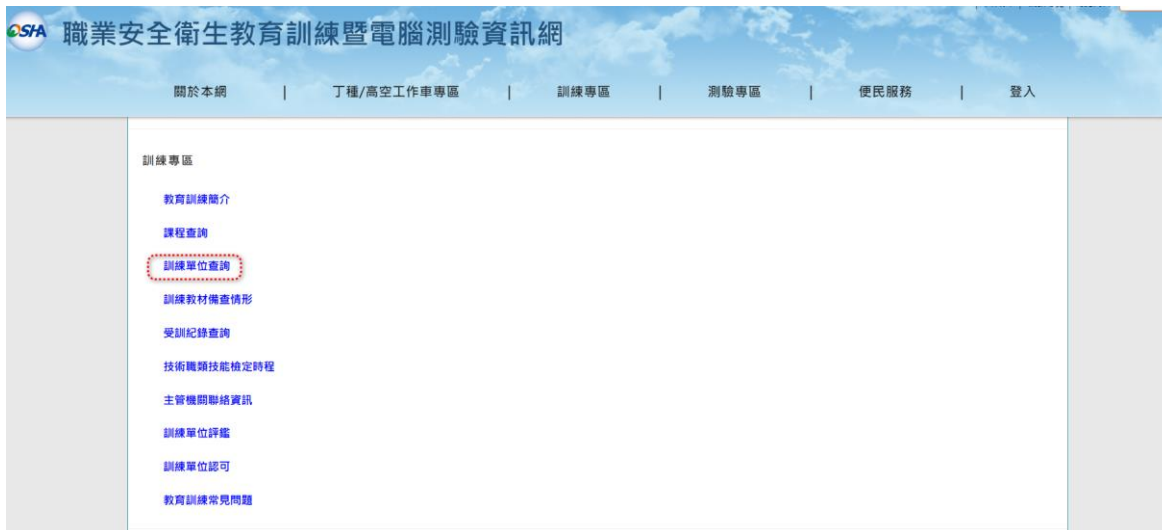 OSHA 職業安全衛生教育訓練暨電腦測驗資訊網
關於本網 | 丁種/高空工作車專區 | 訓練專區 | 測驗專區 | 便民服務 | 登入
訓練專區
教育訓練簡介
課程查詢
訓練單位查詢
訓練教材備查情形
受訓紀錄查詢
技術職類技能檢定時程
主管機關聯絡資訊
訓練單位評鑑
訓練單位認可
教育訓練常見問題